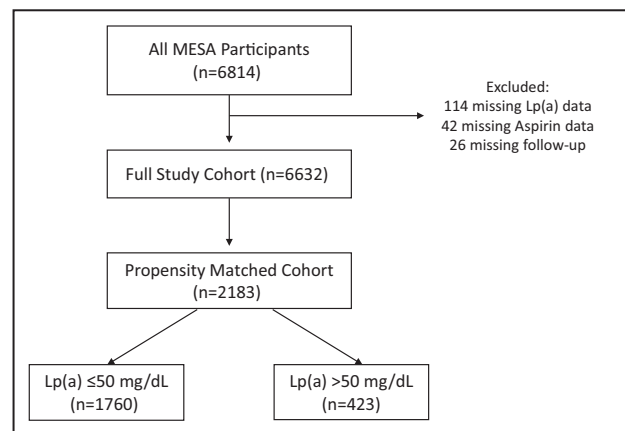 All MESA Participants
(n=6814)
Excluded:
114 missing Lp(a) data
42 missing Aspirin data
26 missing follow-up
Full Study Cohort (n=6632)
Propensity Matched Cohort
(n=2183)
Lp(a) ≤50 mg/dL
(n=1760)
Lp(a) >50 mg/dL
(n=423)